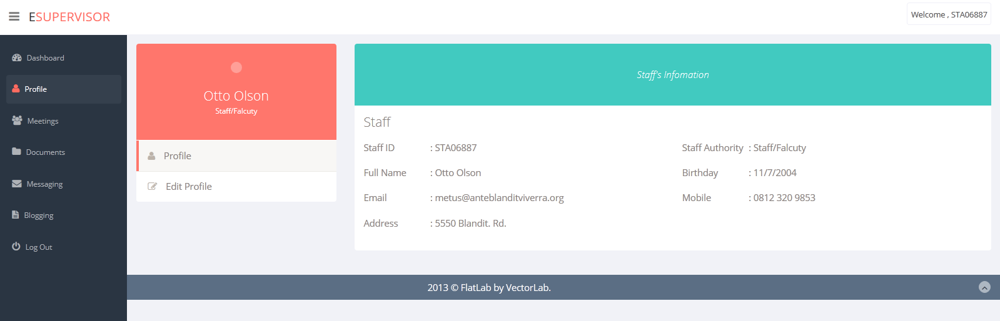 ESUPERVISOR
Welcome , STA06887
Dashboard
Profile
Meetings
Documents
Messaging
Blogging
Log Out
Otto Olson
Staff/Falcuty
Profile
Edit Profile
Staff's Infomation
Staff
Staff ID : STA06887 Staff Authority : Staff/Falcuty
Full Name : Otto Olson Birthday : 11/7/2004
Email : metus@anteblanditviverra.org Mobile : 0812 320 9853
Address : 5550 Blandit. Rd.
2013 © FlatLab by VectorLab.